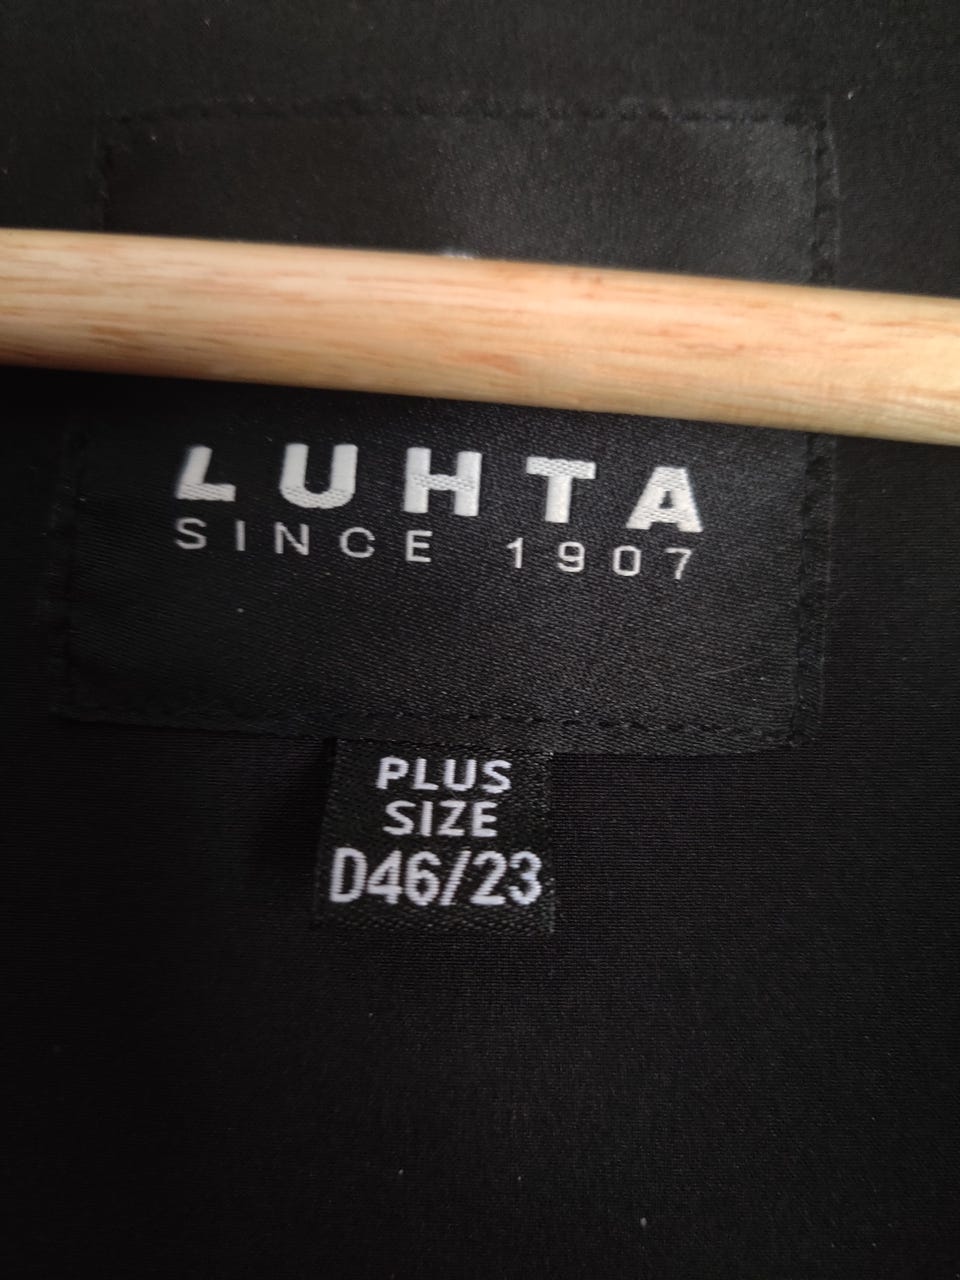 LUHTA
SINCE 1907
PLUS
SIZE
D46/23